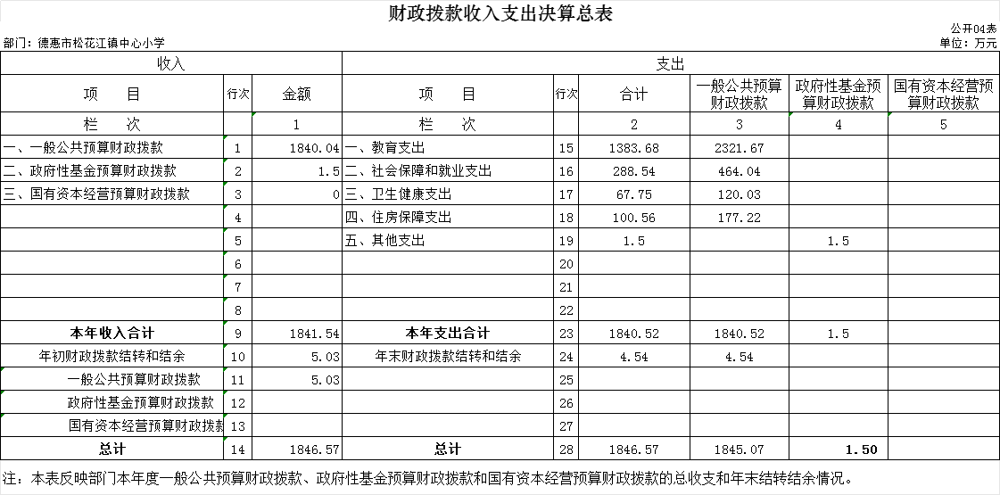 财政拨款收入支出决算总表
公开04表
部门：德惠市松花江镇中心小学 单位：万元
收入 支出
项 目 行次 金额 项 目 行次 合计 一般公共预算财政拨款 政府性基金预算财政拨款 国有资本经营预算财政拨款
栏 次 1 栏 次 2 3 4 5
一、一般公共预算财政拨款 1 1840.04 一、教育支出 15 1383.68 2321.67
二、政府性基金预算财政拨款 2 1.5 二、社会保障和就业支出 16 288.54 464.04
三、国有资本经营预算财政拨款 3 0 三、卫生健康支出 17 67.75 120.03
4 四、住房保障支出 18 100.56 177.22
5 五、其他支出 19 1.5 1.5
6 20
7 21
8 22
本年收入合计 9 1841.54 本年支出合计 23 1840.52 1840.52 1.5
年初财政拨款结转和结余 10 5.03 年末财政拨款结转和结余 24 4.54 4.54
一般公共预算财政拨款 11 5.03 25
政府性基金预算财政拨款 12 26
国有资本经营预算财政拨 13 27
总计 14 1846.57 总计 28 1846.57 1845.07 1.50
注：本表反映部门本年度一般公共预算财政拨款、政府性基金预算财政拨款和国有资本经营预算财政拨款的总收支和年末结转结余情况。